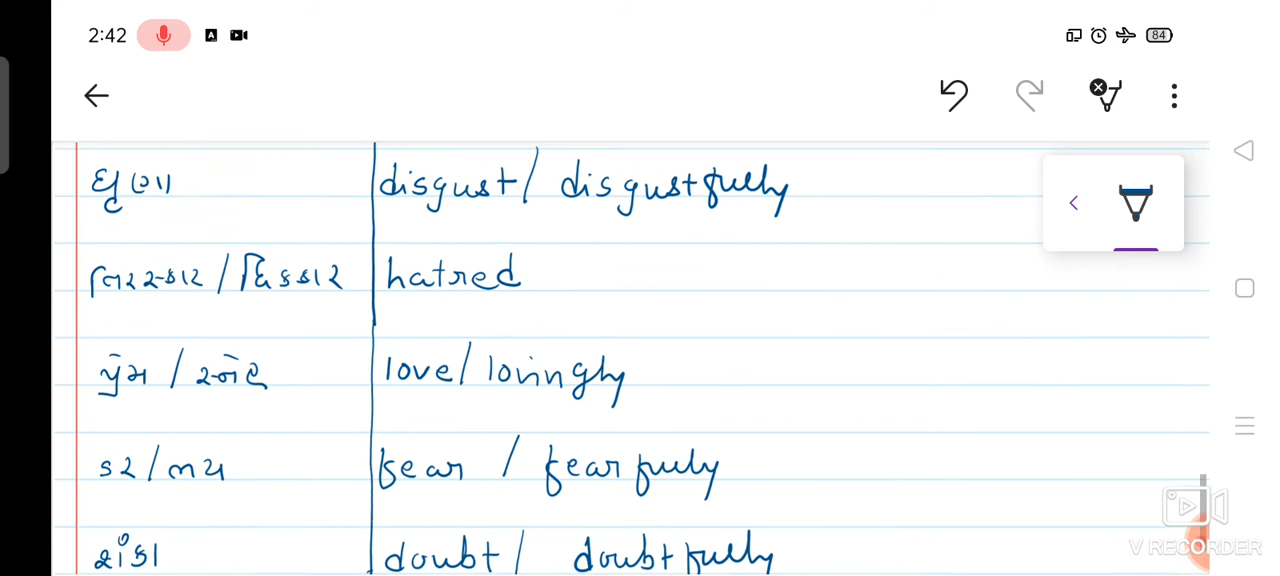 2:42 A 84
ઘૃણા disgust/ disgustfully
તિરસ્કાર / ધિક્કાર hatred
પ્રેમ / સ્નેહ love/ lovingly
ડર/ ભય fear / fearfully
શંકા doubt/ doubtfully
V RECORDER